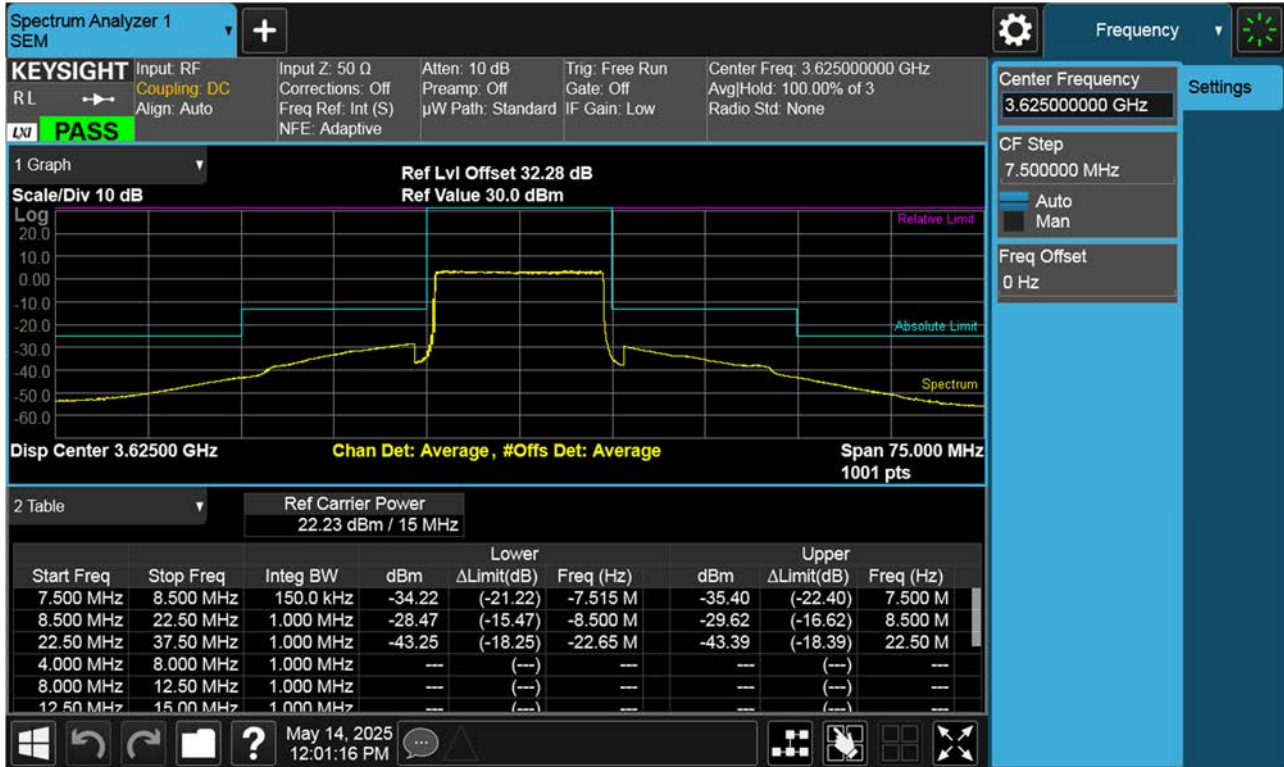 Spectrum Analyzer 1
SEM
+
Frequency
KEYSIGHT
RL
LXI
PASS
Input: RF
Coupling: DC
Align: Auto
Input Z: 50 Ω
Corrections: Off
Freq Ref: Int (S)
NFE: Adaptive
Atten: 10 dB
Preamp: Off
µW Path: Standard
Trig: Free Run
Gate: Off
IF Gain: Low
Center Freq: 3.625000000 GHz
Avg|Hold: 100.00% of 3
Radio Std: None
Center Frequency
3.625000000 GHz
Settings
CF Step
7.500000 MHz
Auto
Man
Freq Offset
0 Hz
1 Graph
Scale/Div 10 dB
Ref Lvl Offset 32.28 dB
Ref Value 30.0 dBm
Log
20.0
10.0
0.00
-10.0
-20.0
-30.0
-40.0
-50.0
-60.0
Relative Limit
Absolute Limit
Spectrum
Disp Center 3.62500 GHz
Chan Det: Average, #Offs Det: Average
Span 75.000 MHz
1001 pts
2 Table
Ref Carrier Power
22.23 dBm / 15 MHz
Lower Upper
Start Freq Stop Freq Integ BW dBm ΔLimit(dB) Freq (Hz) dBm ΔLimit(dB) Freq (Hz)
7.500 MHz 8.500 MHz 150.0 kHz -34.22 (-21.22) -7.515 M -35.40 (-22.40) 7.500 M
8.500 MHz 22.50 MHz 1.000 MHz -28.47 (-15.47) -8.500 M -29.62 (-16.62) 8.500 M
22.50 MHz 37.50 MHz 1.000 MHz -43.25 (-18.25) -22.65 M -43.39 (-18.39) 22.50 M
4.000 MHz 8.000 MHz 1.000 MHz --- (---) --- --- (---) ---
8.000 MHz 12.50 MHz 1.000 MHz --- (---) --- --- (---) ---
12.50 MHz 15.00 MHz 1.000 MHz --- (---) --- --- (---) ---
?
May 14, 2025
12:01:16 PM